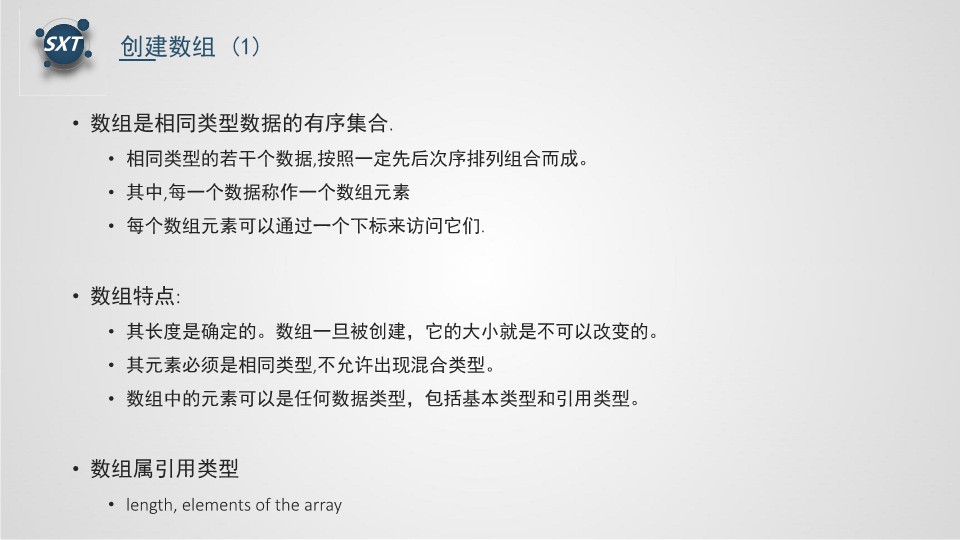 SXT
创建数组（1）
• 数组是相同类型数据的有序集合.
• 相同类型的若干个数据,按照一定先后次序排列组合而成。
• 其中,每一个数据称作一个数组元素
• 每个数组元素可以通过一个下标来访问它们.
• 数组特点:
• 其长度是确定的。数组一旦被创建，它的大小就是不可以改变的。
• 其元素必须是相同类型,不允许出现混合类型。
• 数组中的元素可以是任何数据类型，包括基本类型和引用类型。
• 数组属引用类型
• length, elements of the array